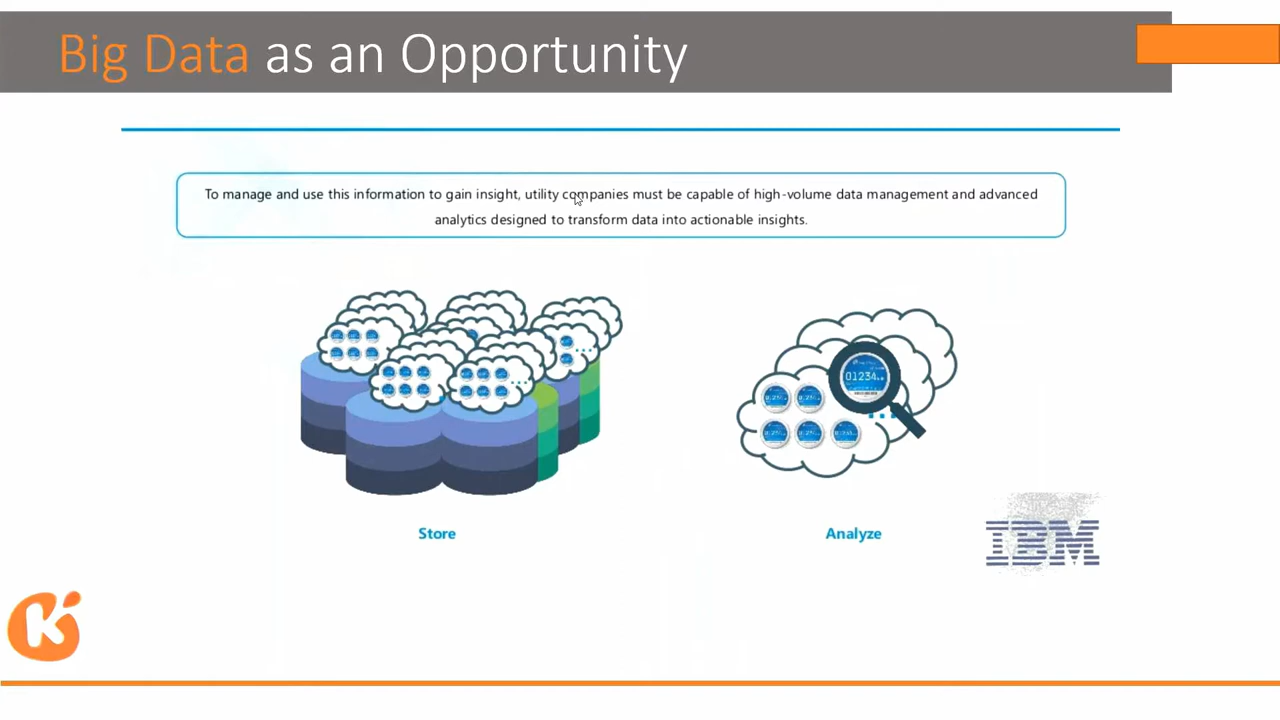 Big Data as an Opportunity
To manage and use this information to gain insight, utility companies must be capable of high-volume data management and advanced
analytics designed to transform data into actionable insights.
01234
Store
Analyze
IBM
K